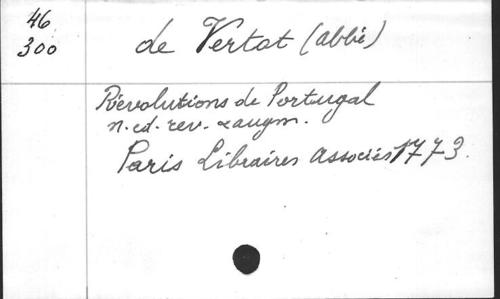 46
300
de Vertot (abbé)
Révolutions de Portugal
n. ed. rev. & augm.
Paris Libraires Associés 1773.